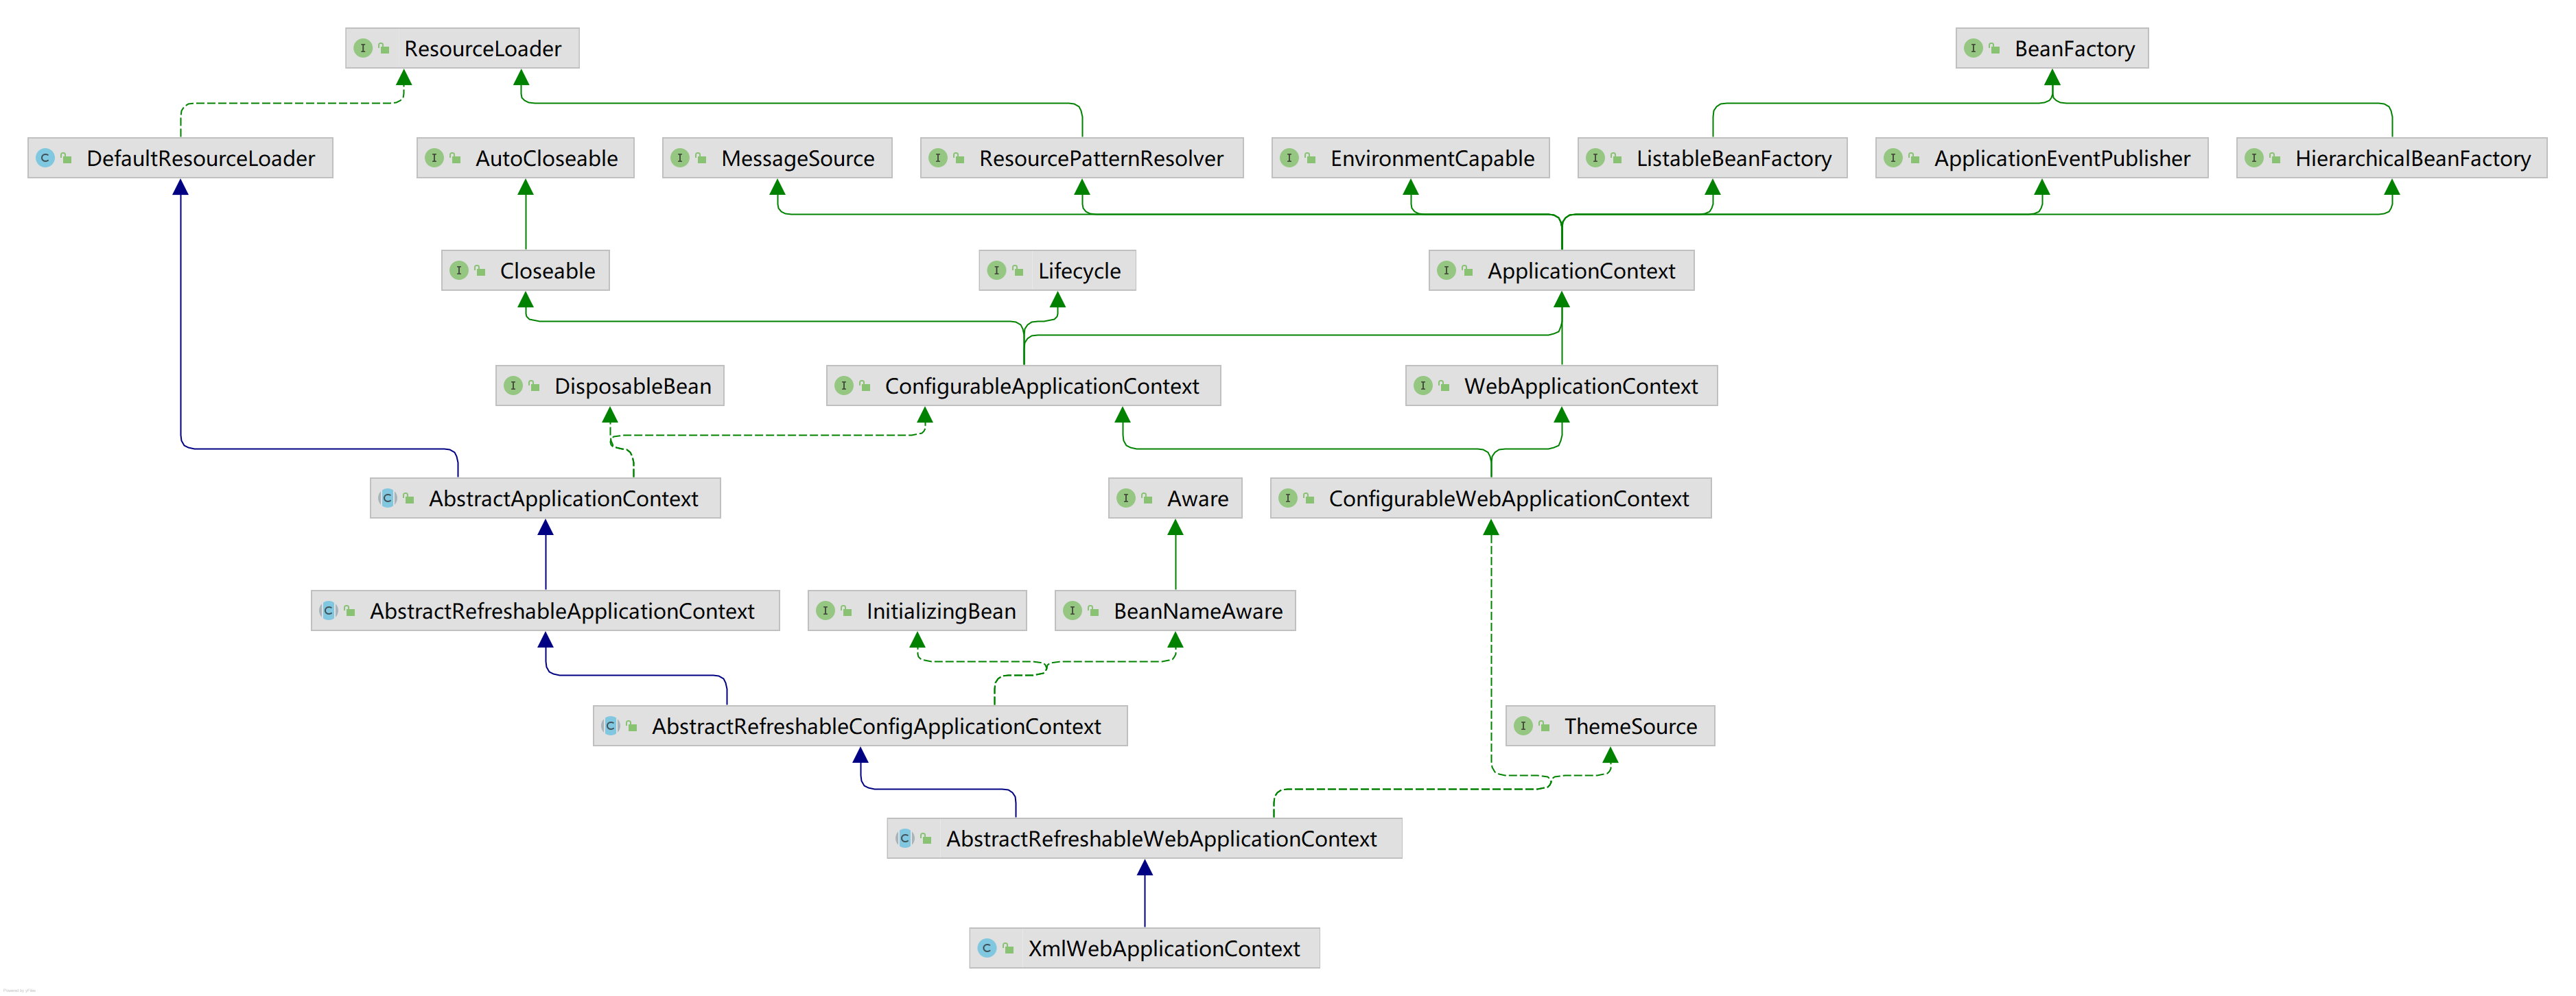 ResourceLoader
BeanFactory
DefaultResourceLoader
AutoCloseable
MessageSource
ResourcePatternResolver
EnvironmentCapable
ListableBeanFactory
ApplicationEventPublisher
HierarchicalBeanFactory
Closeable
Lifecycle
ApplicationContext
DisposableBean
ConfigurableApplicationContext
WebApplicationContext
AbstractApplicationContext
Aware
ConfigurableWebApplicationContext
AbstractRefreshableApplicationContext
InitializingBean
BeanNameAware
AbstractRefreshableConfigApplicationContext
ThemeSource
AbstractRefreshableWebApplicationContext
XmlWebApplicationContext